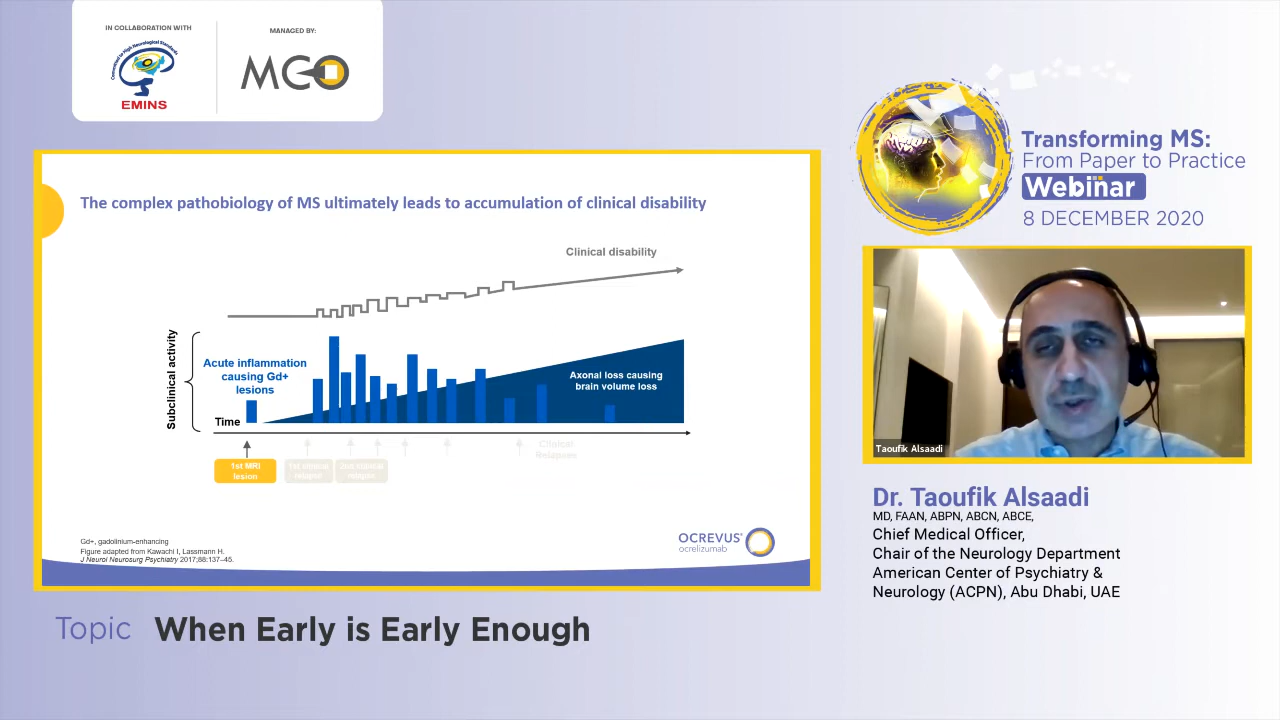 IN COLLABORATION WITH
Committed to High Neurological Standards
EMINS
MANAGED BY:
MCO
Transforming MS:
From Paper to Practice
Webinar
8 DECEMBER 2020
The complex pathobiology of MS ultimately leads to accumulation of clinical disability
Clinical disability
Subclinical activity
Acute inflammation
causing Gd+
lesions
Axonal loss causing
brain volume loss
Time
Clinical
Relapses
1st MRI
lesion
1st clinical
relapse
2nd clinical
relapse
Gd+, gadolinium-enhancing
Figure adapted from Kawachi I, Lassmann H.
J Neurol Neurosurg Psychiatry 2017;88:137–45.
OCREVUS®
ocrelizumab
Taoufik Alsaadi
Dr. Taoufik Alsaadi
MD, FAAN, ABPN, ABCN, ABCE,
Chief Medical Officer,
Chair of the Neurology Department
American Center of Psychiatry &
Neurology (ACPN), Abu Dhabi, UAE
Topic When Early is Early Enough